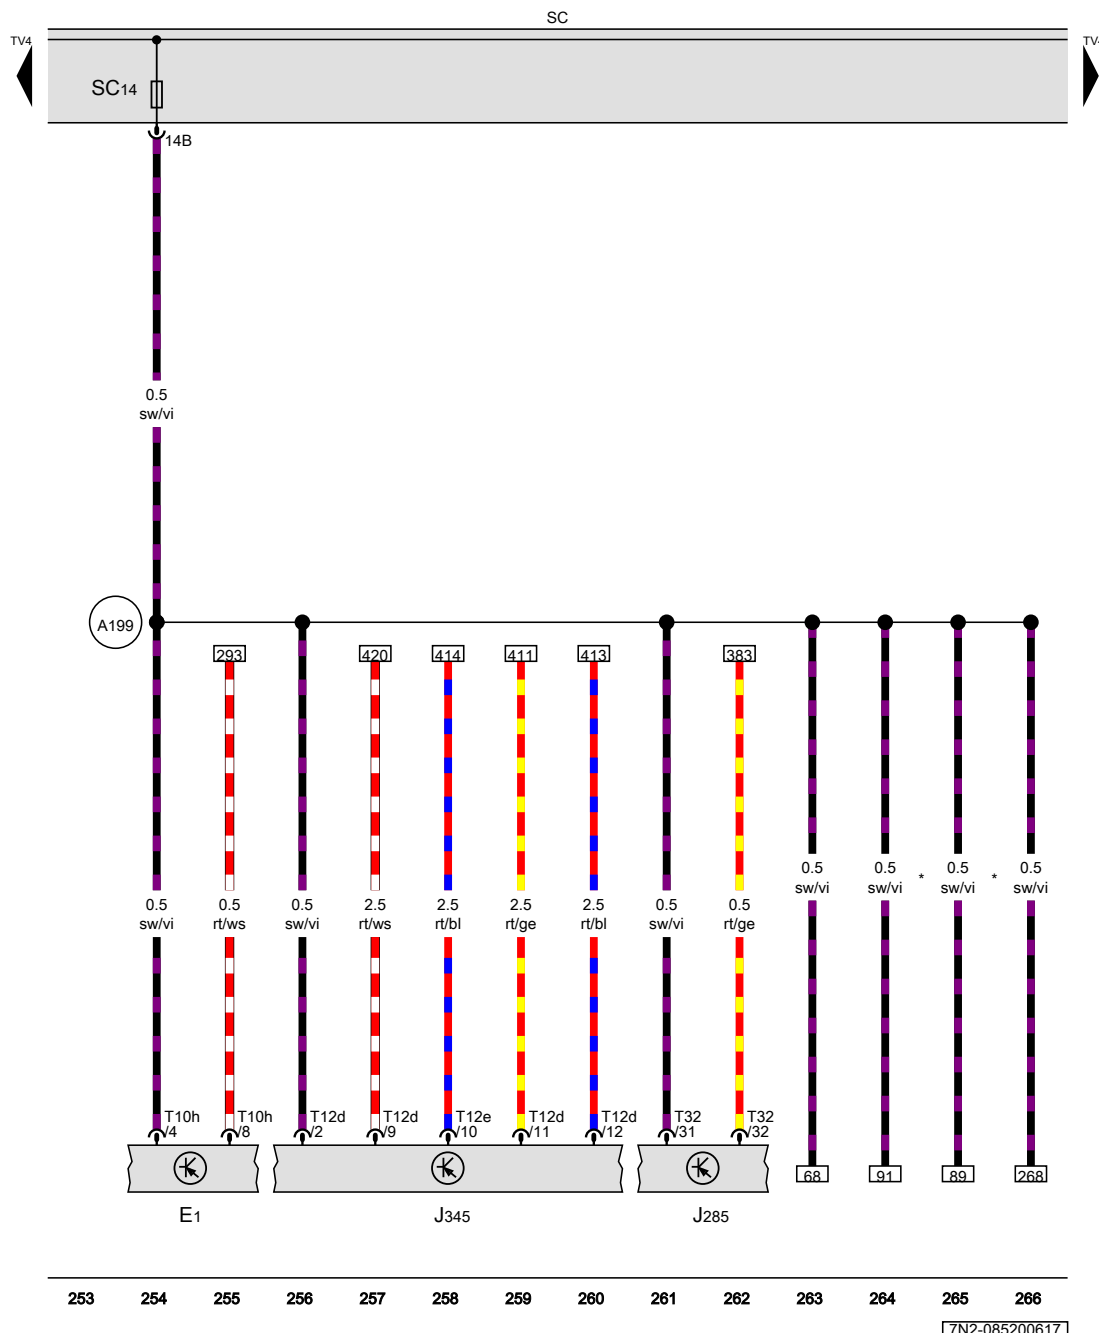 SC
TV4
TV4
SC14
14B
0.5
sw/vi
A199
293 420 414 411 413 383
0.5 0.5 0.5 0.5
sw/vi sw/vi * sw/vi * sw/vi
0.5 0.5 0.5 2.5 2.5 2.5 2.5 0.5 0.5
sw/vi rt/ws sw/vi rt/ws rt/bl rt/ge rt/bl sw/vi rt/ge
T10h T10h T12d T12d T12e T12d T12d T32 T32
/4 /8 /2 /9 /10 /11 /12 /31 /32
68 91 89 268
E1 J345 J285
253 254 255 256 257 258 259 260 261 262 263 264 265 266
7N2-085200617